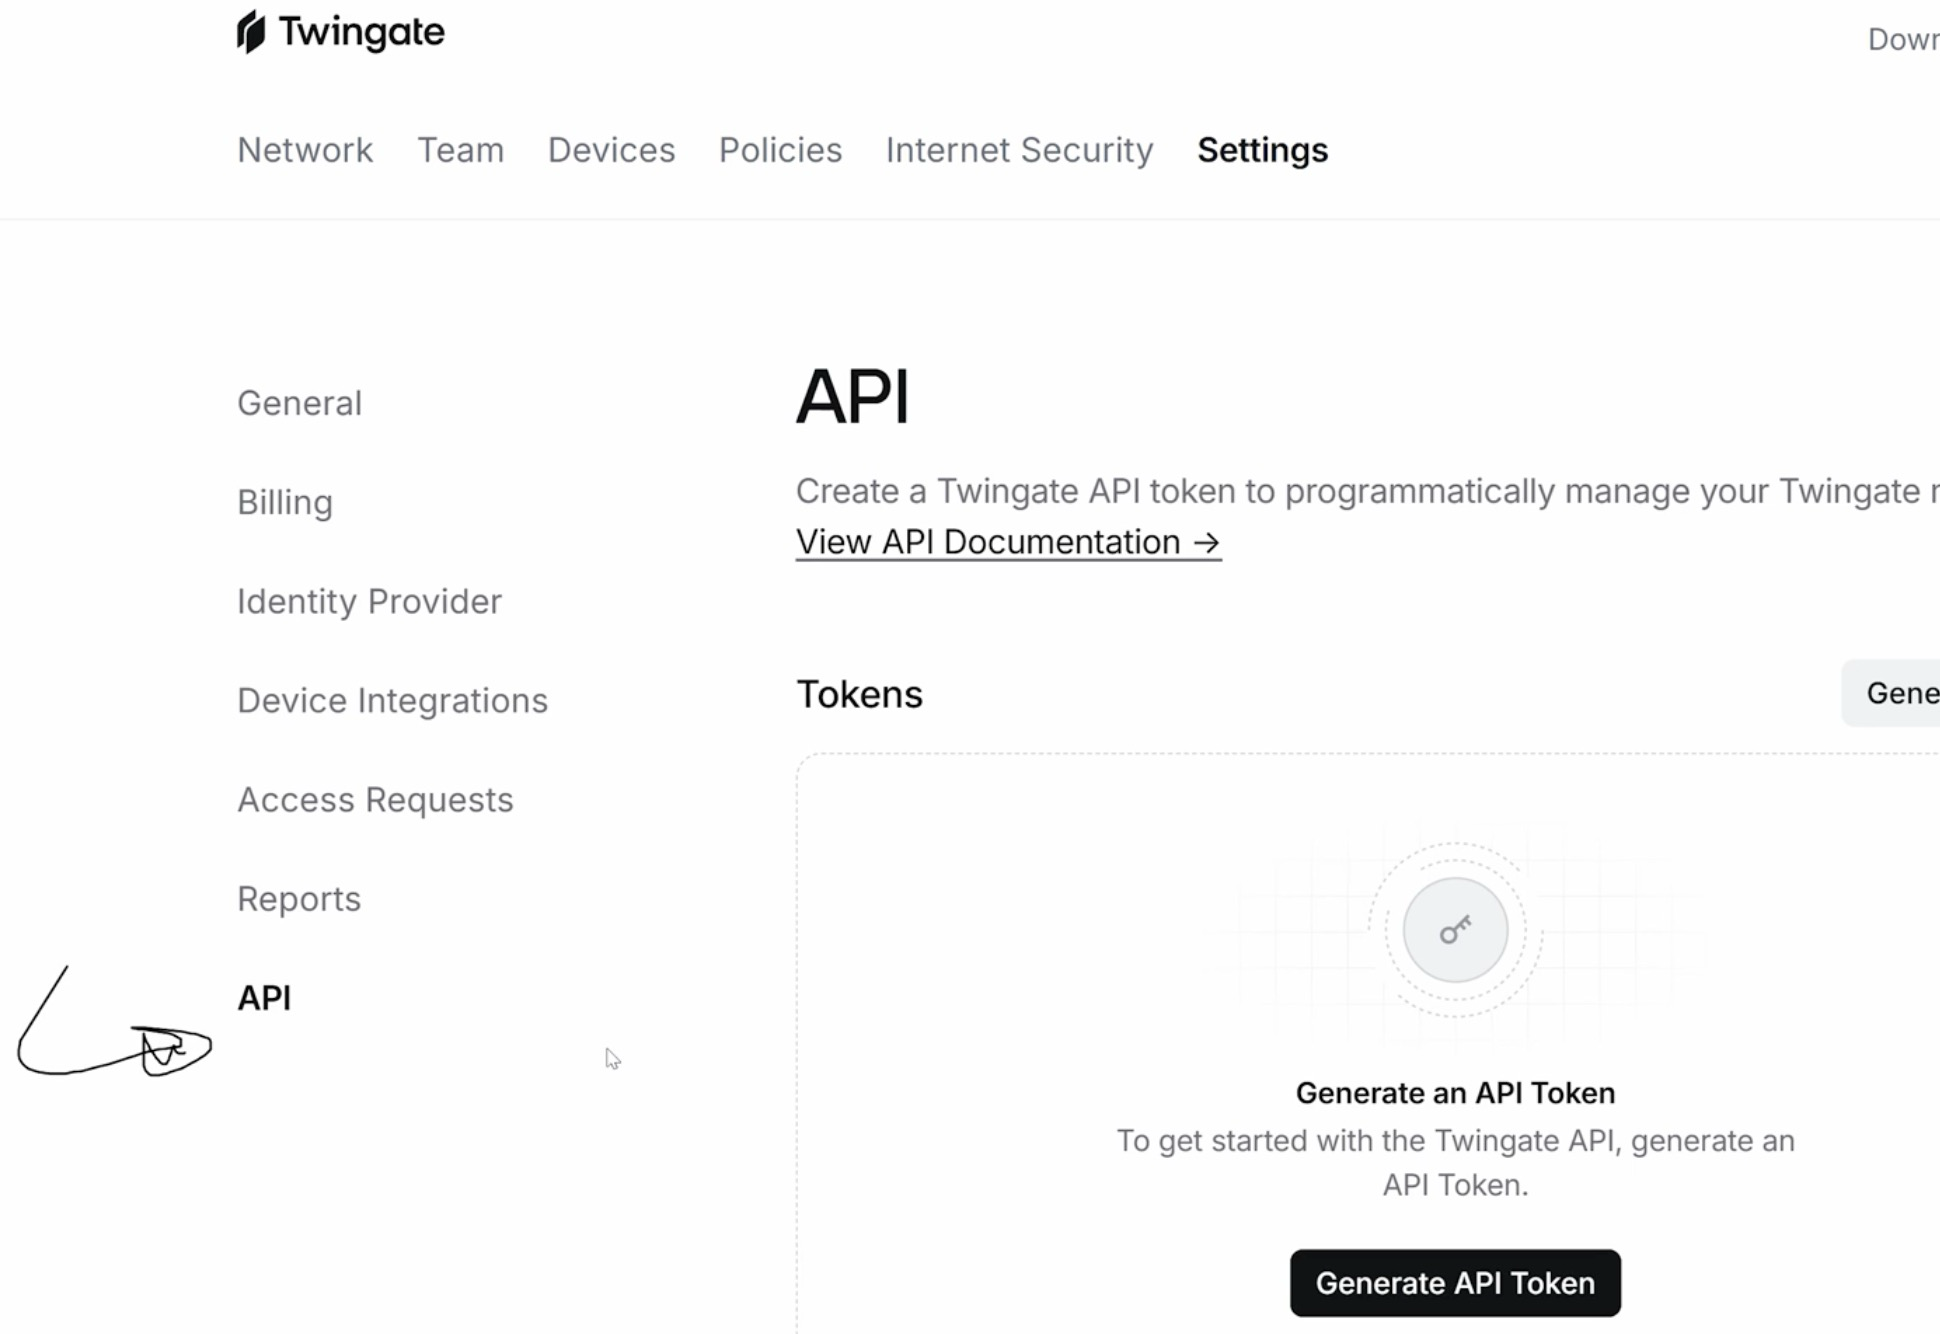 Twingate
Network Team Devices Policies Internet Security Settings
General
Billing
Identity Provider
Device Integrations
Access Requests
Reports
API
API
Create a Twingate API token to programmatically manage your Twingate
View API Documentation →
Tokens
Generate an API Token
To get started with the Twingate API, generate an
API Token.
Generate API Token